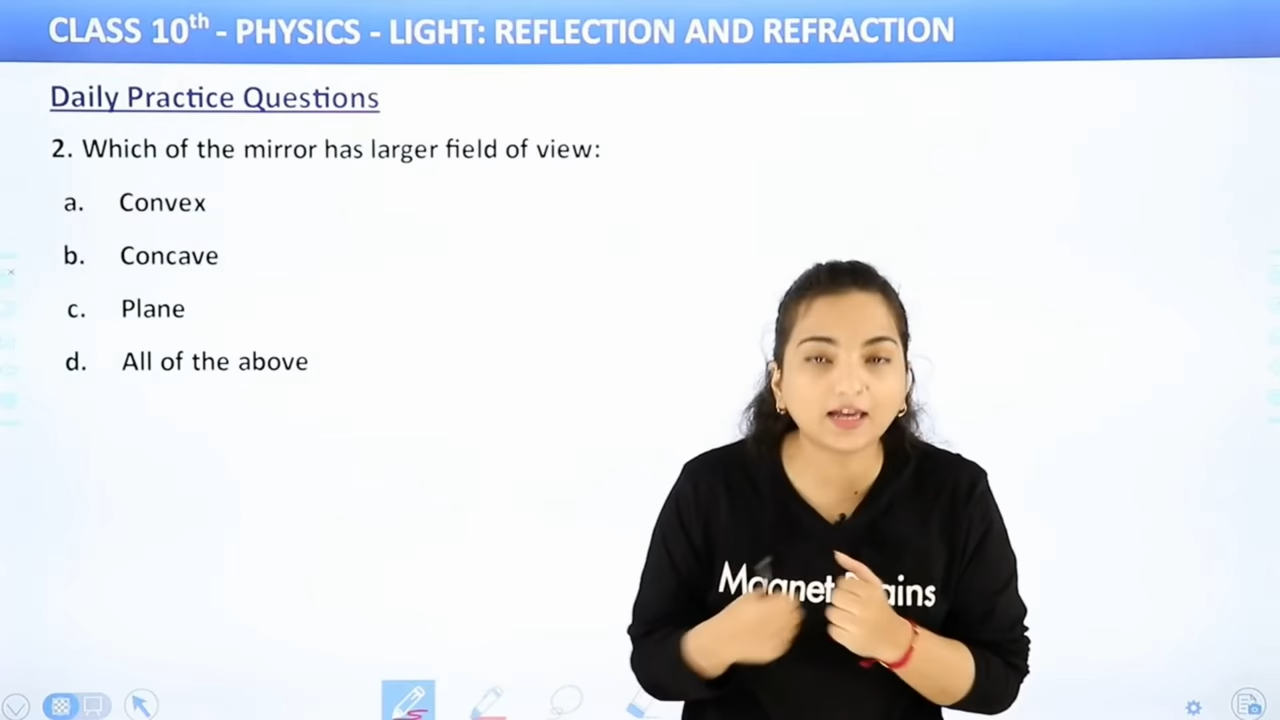 CLASS 10th - PHYSICS - LIGHT: REFLECTION AND REFRACTION
Daily Practice Questions
2. Which of the mirror has larger field of view:
a. Convex
b. Concave
c. Plane
d. All of the above
Magnet